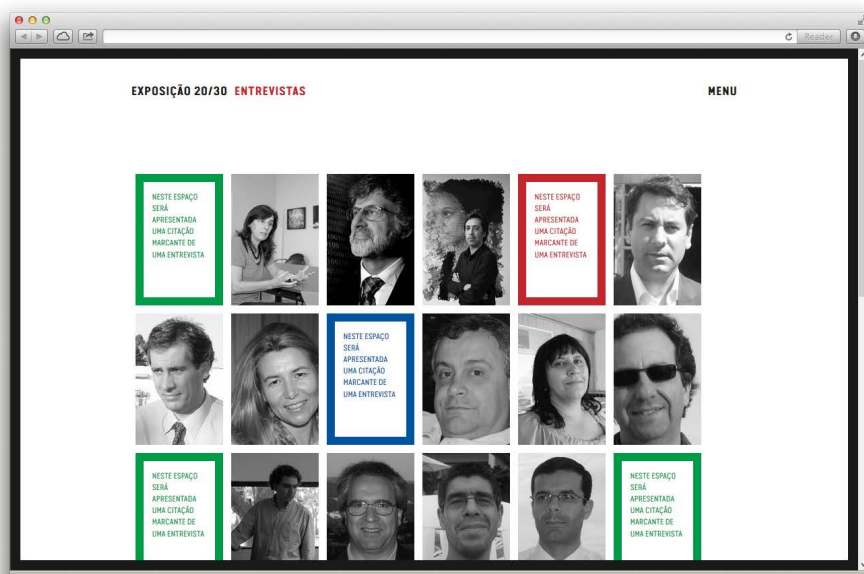 Reader
EXPOSIÇÃO 20/30 ENTREVISTAS
MENU
NESTE ESPAÇO
SERÁ
APRESENTADA
UMA CITAÇÃO
MARCANTE DE
UMA ENTREVISTA
NESTE ESPAÇO
SERÁ
APRESENTADA
UMA CITAÇÃO
MARCANTE DE
UMA ENTREVISTA
NESTE ESPAÇO
SERÁ
APRESENTADA
UMA CITAÇÃO
MARCANTE DE
UMA ENTREVISTA
NESTE ESPAÇO
SERÁ
APRESENTADA
UMA CITAÇÃO
MARCANTE DE
UMA ENTREVISTA
NESTE ESPAÇO
SERÁ
APRESENTADA
UMA CITAÇÃO
MARCANTE DE
UMA ENTREVISTA